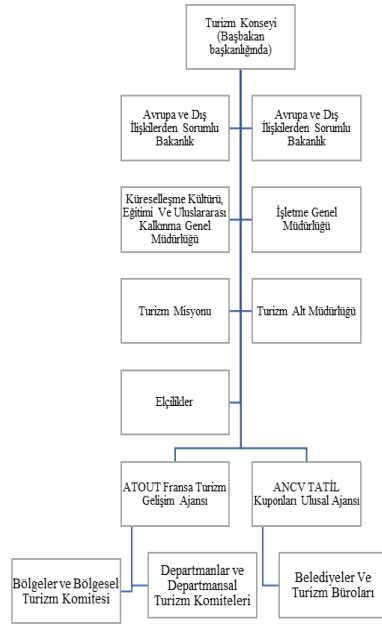 Turizm Konseyi
(Başbakan
başkanlığında)
Avrupa ve Dış
İlişkilerden Sorumlu
Bakanlık
Avrupa ve Dış
İlişkilerden Sorumlu
Bakanlık
Küreselleşme Kültürü,
Eğitimi Ve Uluslararası
Kalkınma Genel
Müdürlüğü
İşletme Genel
Müdürlüğü
Turizm Misyonu
Turizm Alt Müdürlüğü
Elçilikler
ATOUT Fransa Turizm
Gelişim Ajansı
ANCV TATİL
Kuponları Ulusal Ajansı
Bölgeler ve Bölgesel
Turizm Komitesi
Departmanlar ve
Departmansal
Turizm Komiteleri
Belediyeler Ve
Turizm Büroları